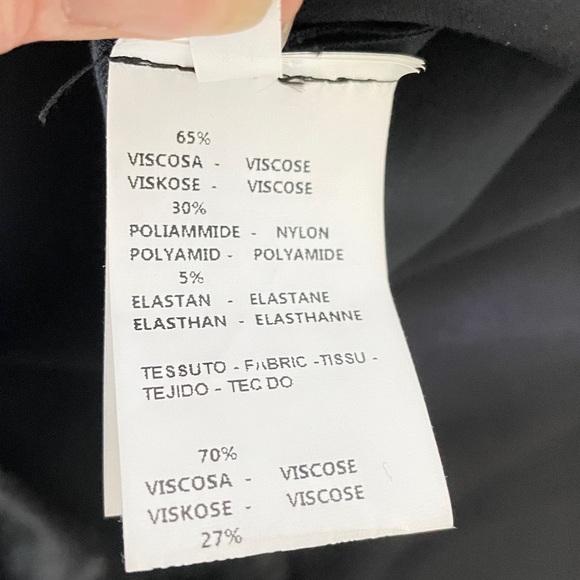 65%
VISCOSA - VISCOSE
VISKOSE - VISCOSE
30%
POLIAMMIDE - NYLON
POLYAMID - POLYAMIDE
5%
ELASTAN - ELASTANE
ELASTHAN - ELASTHANNE
TESSUTO - FABRIC -TISSU -
TEJIDO - TECIDO
70%
VISCOSA - VISCOSE
VISKOSE - VISCOSE
27%